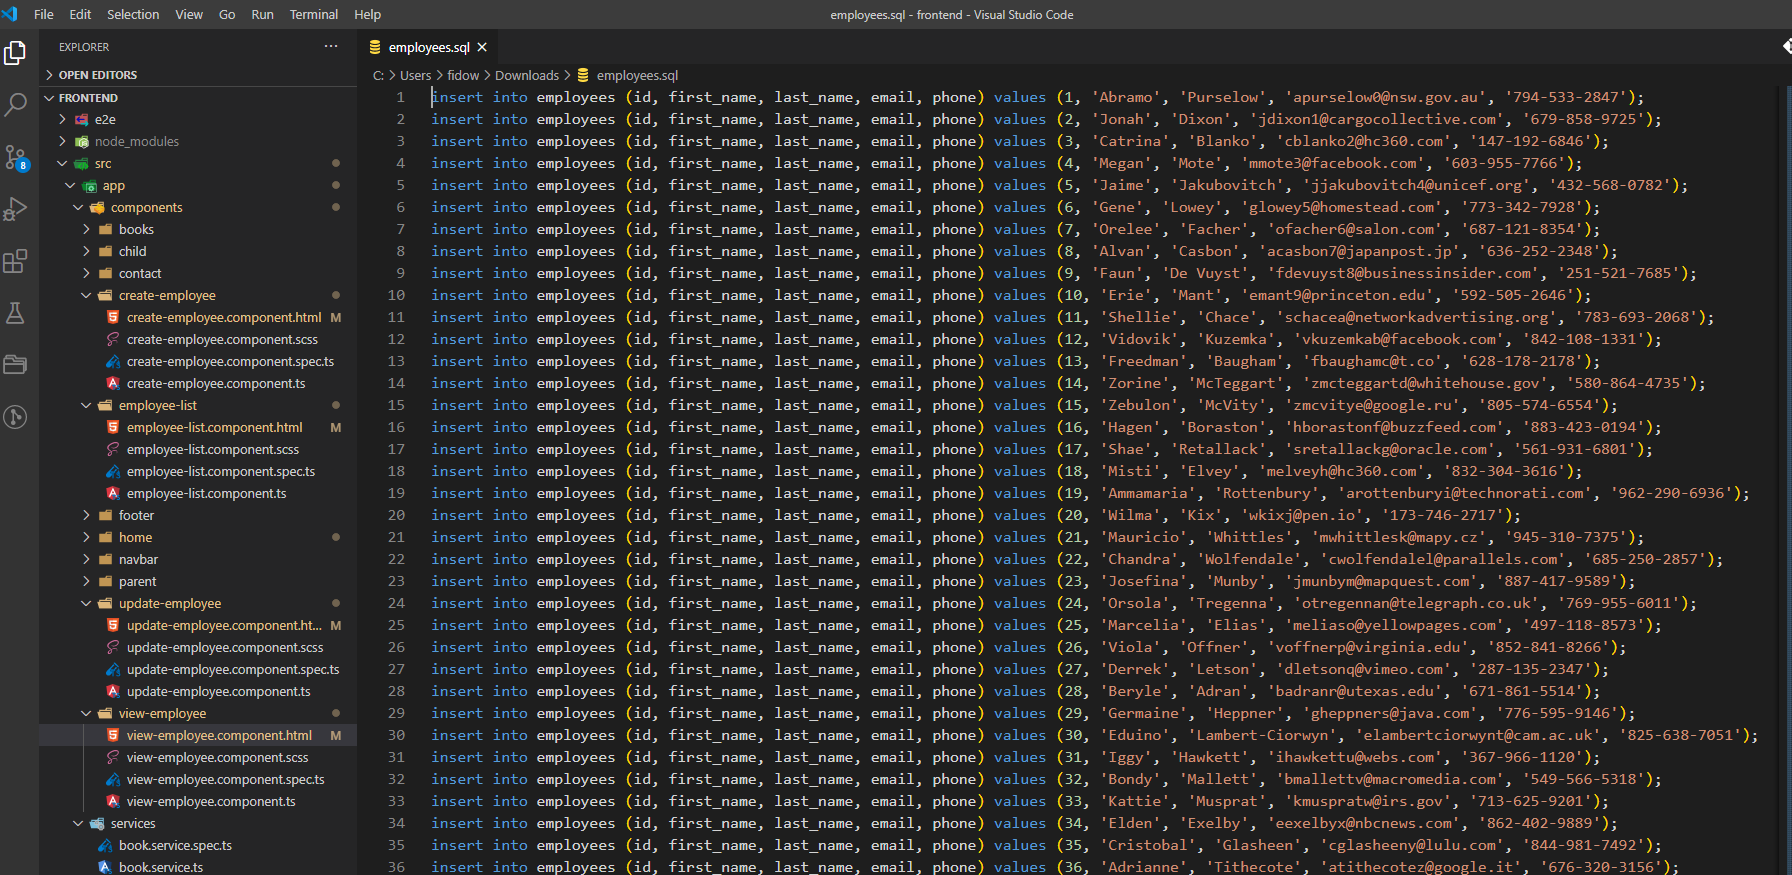 File Edit Selection View Go Run Terminal Help
employees.sql - frontend - Visual Studio Code
EXPLORER ···
OPEN EDITORS
FRONTEND
e2e
node_modules
src
app
components
books
child
contact
create-employee
create-employee.component.html M
create-employee.component.scss
create-employee.component.spec.ts
create-employee.component.ts
employee-list
employee-list.component.html M
employee-list.component.scss
employee-list.component.spec.ts
employee-list.component.ts
footer
home
navbar
parent
update-employee
update-employee.component.ht... M
update-employee.component.scss
update-employee.component.spec.ts
update-employee.component.ts
view-employee
view-employee.component.html M
view-employee.component.scss
view-employee.component.spec.ts
view-employee.component.ts
services
book.service.spec.ts
book.service.ts
8
employees.sql
C: > Users > fidow > Downloads > employees.sql
1 insert into employees (id, first_name, last_name, email, phone) values (1, 'Abramo', 'Purselow', 'apurselow0@nsw.gov.au', '794-533-2847');
2 insert into employees (id, first_name, last_name, email, phone) values (2, 'Jonah', 'Dixon', 'jdixon1@cargocollective.com', '679-858-9725');
3 insert into employees (id, first_name, last_name, email, phone) values (3, 'Catrina', 'Blanko', 'cblanko2@hc360.com', '147-192-6846');
4 insert into employees (id, first_name, last_name, email, phone) values (4, 'Megan', 'Mote', 'mmote3@facebook.com', '603-955-7766');
5 insert into employees (id, first_name, last_name, email, phone) values (5, 'Jaime', 'Jakubovitch', 'jjakubovitch4@unicef.org', '432-568-0782');
6 insert into employees (id, first_name, last_name, email, phone) values (6, 'Gene', 'Lowey', 'glowey5@homestead.com', '773-342-7928');
7 insert into employees (id, first_name, last_name, email, phone) values (7, 'Orelee', 'Facher', 'ofacher6@salon.com', '687-121-8354');
8 insert into employees (id, first_name, last_name, email, phone) values (8, 'Alvan', 'Casbon', 'acasbon7@japanpost.jp', '636-252-2348');
9 insert into employees (id, first_name, last_name, email, phone) values (9, 'Faun', 'De Vuyst', 'fdevuyst8@businessinsider.com', '251-521-7685');
10 insert into employees (id, first_name, last_name, email, phone) values (10, 'Erie', 'Mant', 'emant9@princeton.edu', '592-505-2646');
11 insert into employees (id, first_name, last_name, email, phone) values (11, 'Shellie', 'Chace', 'schacea@networkadvertising.org', '783-693-2068');
12 insert into employees (id, first_name, last_name, email, phone) values (12, 'Vidovik', 'Kuzemka', 'vkuzemkab@facebook.com', '842-108-1331');
13 insert into employees (id, first_name, last_name, email, phone) values (13, 'Freedman', 'Baugham', 'fbaughamc@t.co', '628-178-2178');
14 insert into employees (id, first_name, last_name, email, phone) values (14, 'Zorine', 'McTeggart', 'zmcteggartd@whitehouse.gov', '580-864-4735');
15 insert into employees (id, first_name, last_name, email, phone) values (15, 'Zebulon', 'McVity', 'zmcvitye@google.ru', '805-574-6554');
16 insert into employees (id, first_name, last_name, email, phone) values (16, 'Hagen', 'Boraston', 'hborastonf@buzzfeed.com', '883-423-0194');
17 insert into employees (id, first_name, last_name, email, phone) values (17, 'Shae', 'Retallack', 'sretallackg@oracle.com', '561-931-6801');
18 insert into employees (id, first_name, last_name, email, phone) values (18, 'Misti', 'Elvey', 'melveyh@hc360.com', '832-304-3616');
19 insert into employees (id, first_name, last_name, email, phone) values (19, 'Ammamaria', 'Rottenbury', 'arottenburyi@technorati.com', '962-290-6936');
20 insert into employees (id, first_name, last_name, email, phone) values (20, 'Wilma', 'Kix', 'wkixj@pen.io', '173-746-2717');
21 insert into employees (id, first_name, last_name, email, phone) values (21, 'Mauricio', 'Whittles', 'mwhittlesk@mapy.cz', '945-310-7375');
22 insert into employees (id, first_name, last_name, email, phone) values (22, 'Chandra', 'Wolfendale', 'cwolfendalel@parallels.com', '685-250-2857');
23 insert into employees (id, first_name, last_name, email, phone) values (23, 'Josefina', 'Munby', 'jmunbym@mapquest.com', '887-417-9589');
24 insert into employees (id, first_name, last_name, email, phone) values (24, 'Orsola', 'Tregenna', 'otregennan@telegraph.co.uk', '769-955-6011');
25 insert into employees (id, first_name, last_name, email, phone) values (25, 'Marcelia', 'Elias', 'meliaso@yellowpages.com', '497-118-8573');
26 insert into employees (id, first_name, last_name, email, phone) values (26, 'Viola', 'Offner', 'voffnerp@virginia.edu', '852-841-8266');
27 insert into employees (id, first_name, last_name, email, phone) values (27, 'Derrek', 'Letson', 'dletsonq@vimeo.com', '287-135-2347');
28 insert into employees (id, first_name, last_name, email, phone) values (28, 'Beryle', 'Adran', 'badranr@utexas.edu', '671-861-5514');
29 insert into employees (id, first_name, last_name, email, phone) values (29, 'Germaine', 'Heppner', 'gheppners@java.com', '776-595-9146');
30 insert into employees (id, first_name, last_name, email, phone) values (30, 'Eduino', 'Lambert-Ciorwyn', 'elambertciorwynt@cam.ac.uk', '825-638-7051');
31 insert into employees (id, first_name, last_name, email, phone) values (31, 'Iggy', 'Hawkett', 'ihawkettu@webs.com', '367-966-1120');
32 insert into employees (id, first_name, last_name, email, phone) values (32, 'Bondy', 'Mallett', 'bmallettv@macromedia.com', '549-566-5318');
33 insert into employees (id, first_name, last_name, email, phone) values (33, 'Kattie', 'Musprat', 'kmuspratw@irs.gov', '713-625-9201');
34 insert into employees (id, first_name, last_name, email, phone) values (34, 'Elden', 'Exelby', 'eexelbyx@nbcnews.com', '862-402-9889');
35 insert into employees (id, first_name, last_name, email, phone) values (35, 'Cristobal', 'Glasheen', 'cglasheeny@lulu.com', '844-981-7492');
36 insert into employees (id, first_name, last_name, email, phone) values (36, 'Adrianne', 'Tithecote', 'atithecotez@google.it', '676-320-3156');